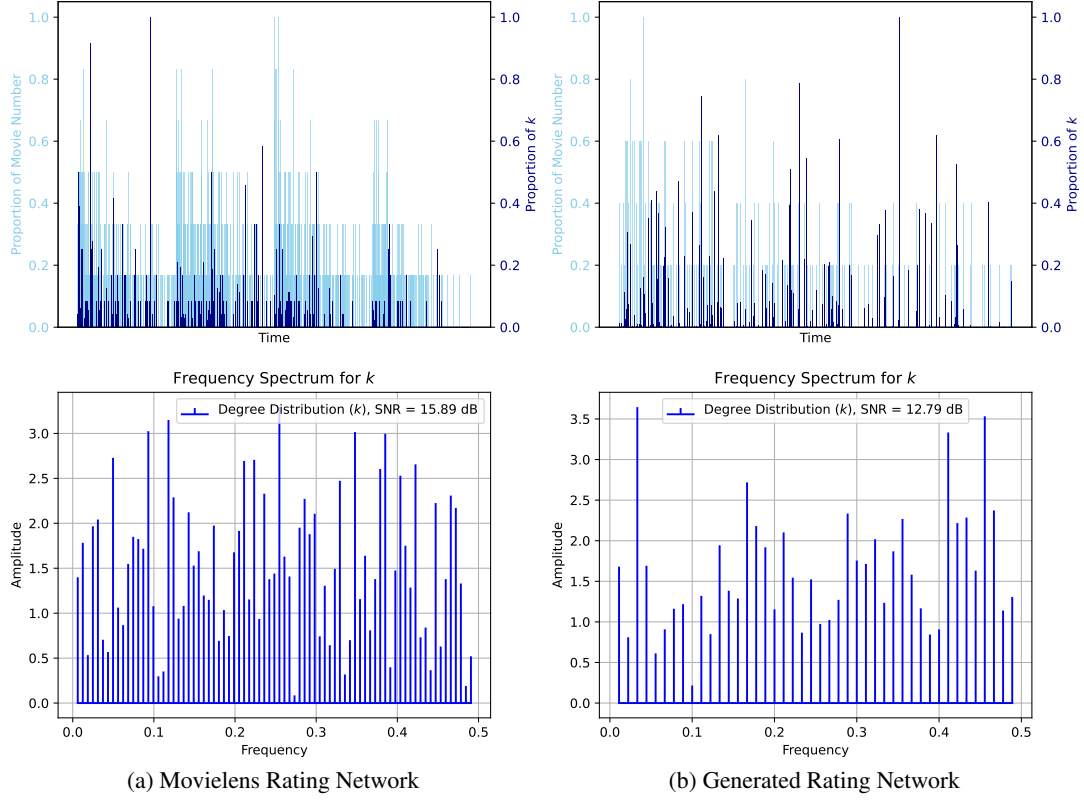 1.0
0.8
0.6
0.4
0.2
0.0
Proportion of Movie Number
1.0
0.8
0.6
0.4
0.2
0.0
Proportion of k
Time
1.0
0.8
0.6
0.4
0.2
0.0
Proportion of Movie Number
1.0
0.8
0.6
0.4
0.2
0.0
Proportion of k
Time
Frequency Spectrum for k
Degree Distribution (k), SNR = 15.89 dB
3.0
2.5
2.0
1.5
1.0
0.5
0.0
Amplitude
0.0 0.1 0.2 0.3 0.4 0.5
Frequency
(a) Movielens Rating Network
Frequency Spectrum for k
Degree Distribution (k), SNR = 12.79 dB
3.5
3.0
2.5
2.0
1.5
1.0
0.5
0.0
Amplitude
0.0 0.1 0.2 0.3 0.4 0.5
Frequency
(b) Generated Rating Network